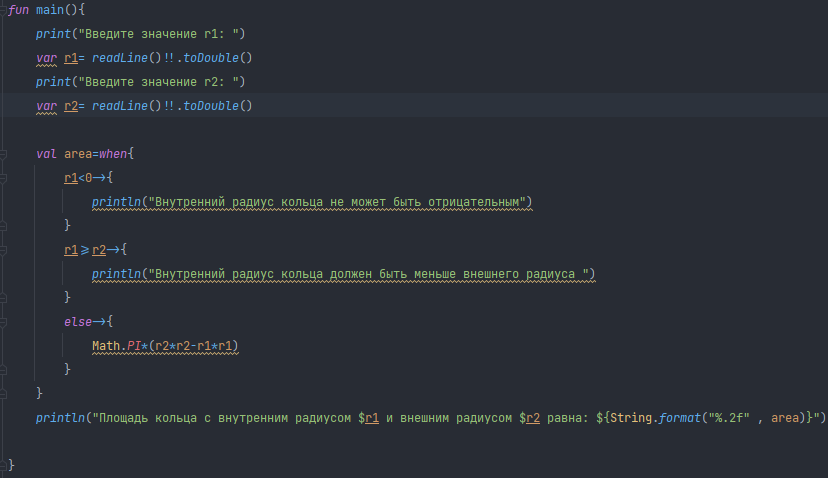 fun main(){
print("Введите значение r1: ")
var r1= readLine()!!.toDouble()
print("Введите значение r2: ")
var r2= readLine()!!.toDouble()
val area=when{
r1<0->{
println("Внутренний радиус кольца не может быть отрицательным")
}
r1>=r2->{
println("Внутренний радиус кольца должен быть меньше внешнего радиуса ")
}
else->{
Math.PI*(r2*r2-r1*r1)
}
}
println("Площадь кольца с внутренним радиусом $r1 и внешним радиусом $r2 равна: ${String.format("%.2f" , area)}")
}